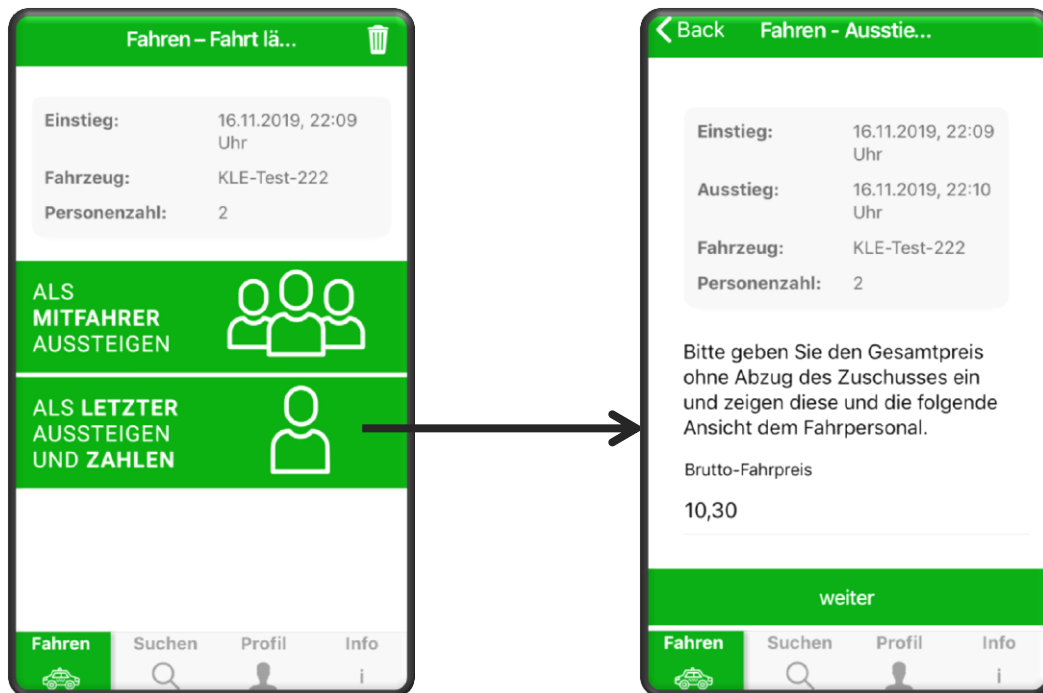 Fahren – Fahrt lä...
Einstieg: 16.11.2019, 22:09
Uhr
Fahrzeug: KLE-Test-222
Personenzahl: 2
ALS
MITFAHRER
AUSSTEIGEN
ALS LETZTER
AUSSTEIGEN
UND ZAHLEN
Fahren Suchen Profil Info
Back Fahren - Ausstie...
Einstieg: 16.11.2019, 22:09
Uhr
Ausstieg: 16.11.2019, 22:10
Uhr
Fahrzeug: KLE-Test-222
Personenzahl: 2
Bitte geben Sie den Gesamtpreis
ohne Abzug des Zuschusses ein
und zeigen diese und die folgende
Ansicht dem Fahrpersonal.
Brutto-Fahrpreis
10,30
weiter
Fahren Suchen Profil Info